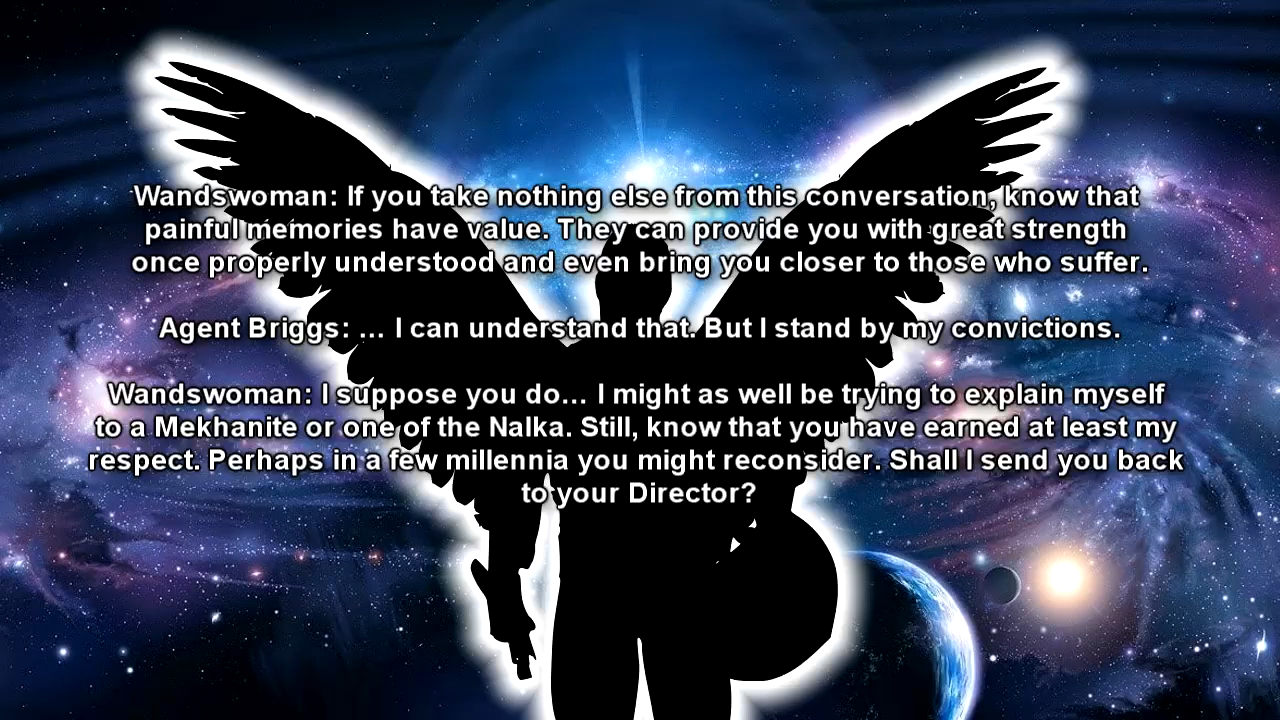 Wandswoman: If you take nothing else from this conversation, know that
painful memories have value. They can provide you with great strength
once properly understood and even bring you closer to those who suffer.
Agent Briggs: ... I can understand that. But I stand by my convictions.
Wandswoman: I suppose you do... I might as well be trying to explain myself
to a Mekhanite or one of the Nalka. Still, know that you have earned at least my
respect. Perhaps in a few millennia you might reconsider. Shall I send you back
to your Director?